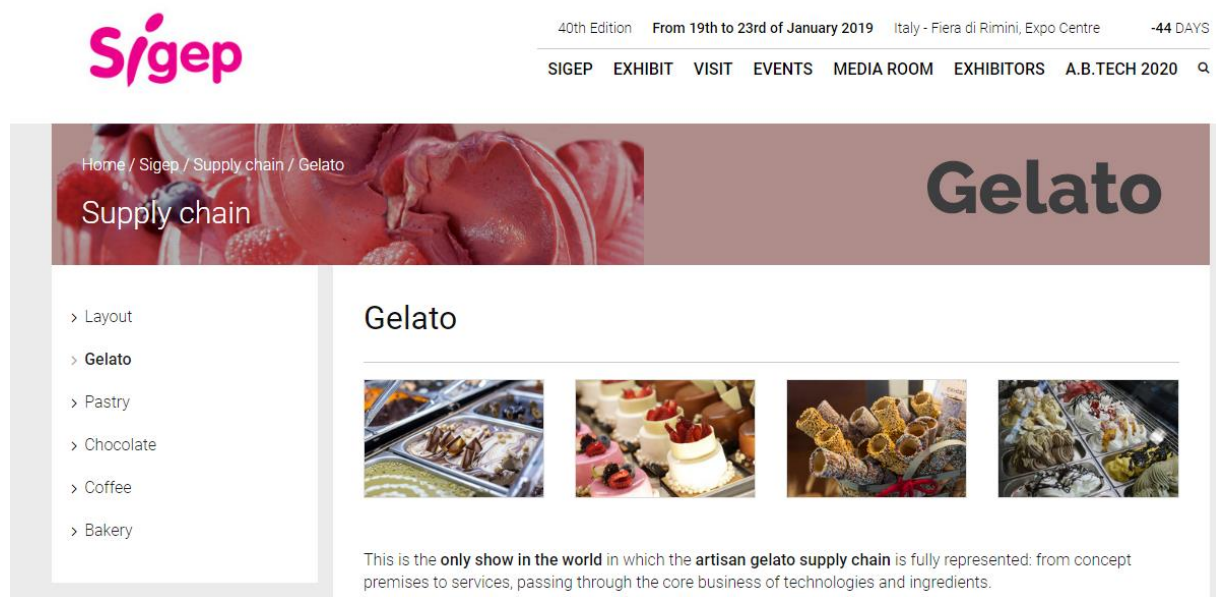 Sigep
40th Edition From 19th to 23rd of January 2019 Italy - Fiera di Rimini, Expo Centre -44 DAYS
SIGEP EXHIBIT VISIT EVENTS MEDIA ROOM EXHIBITORS A.B.TECH 2020
Home / Sigep / Supply chain / Gelato
Supply chain
Gelato
> Layout
> Gelato
> Pastry
> Chocolate
> Coffee
> Bakery
Gelato
This is the only show in the world in which the artisan gelato supply chain is fully represented: from concept
premises to services, passing through the core business of technologies and ingredients.